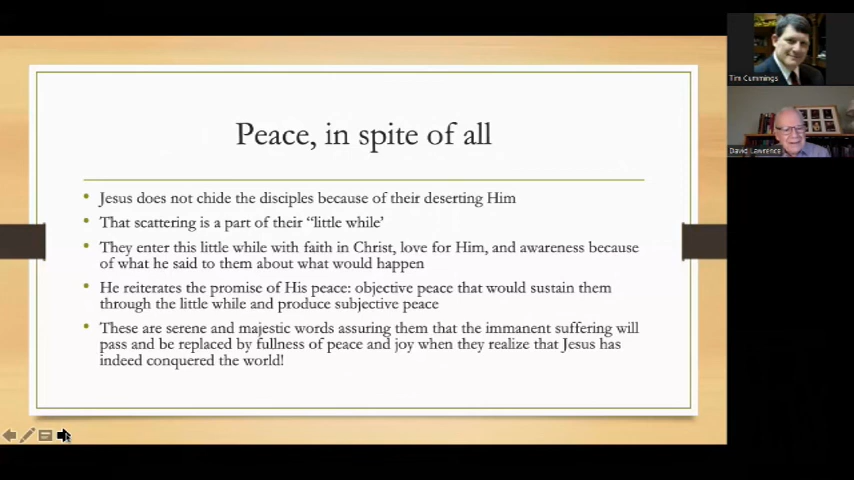 Peace, in spite of all
Jesus does not chide the disciples because of their deserting Him
That scattering is a part of their "little while'
They enter this little while with faith in Christ, love for Him, and awareness because
of what he said to them about what would happen
He reiterates the promise of His peace: objective peace that would sustain them
through the little while and produce subjective peace
These are serene and majestic words assuring them that the immanent suffering will
pass and be replaced by fullness of peace and joy when they realize that Jesus has
indeed conquered the world!
Tim Cummings
David Lawrence